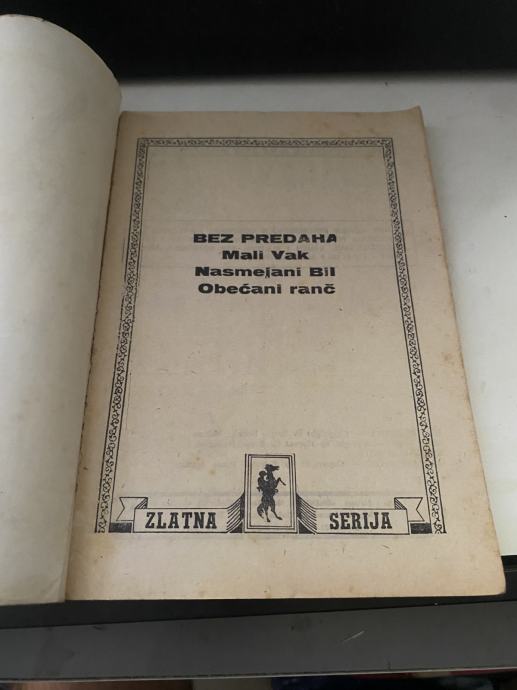 BEZ PREDAHA
Mali Vak
Nasmejani Bil
Obećani ranč
ZLATNA SERIJA